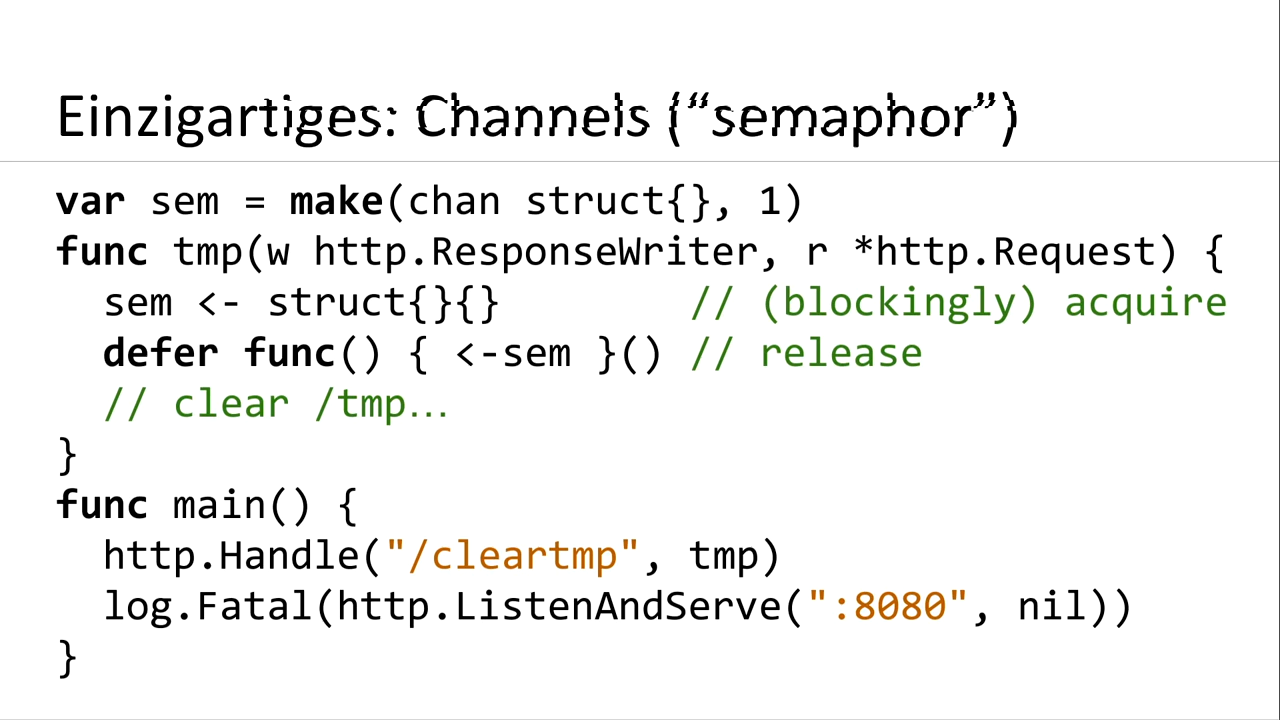 Einzigartiges: Channels (“semaphor”)
var sem = make(chan struct{}, 1)
func tmp(w http.ResponseWriter, r *http.Request) {
  sem <- struct{}{}        // (blockingly) acquire
  defer func() { <-sem }() // release
  // clear /tmp…
}
func main() {
  http.Handle("/cleartmp", tmp)
  log.Fatal(http.ListenAndServe(":8080", nil))
}